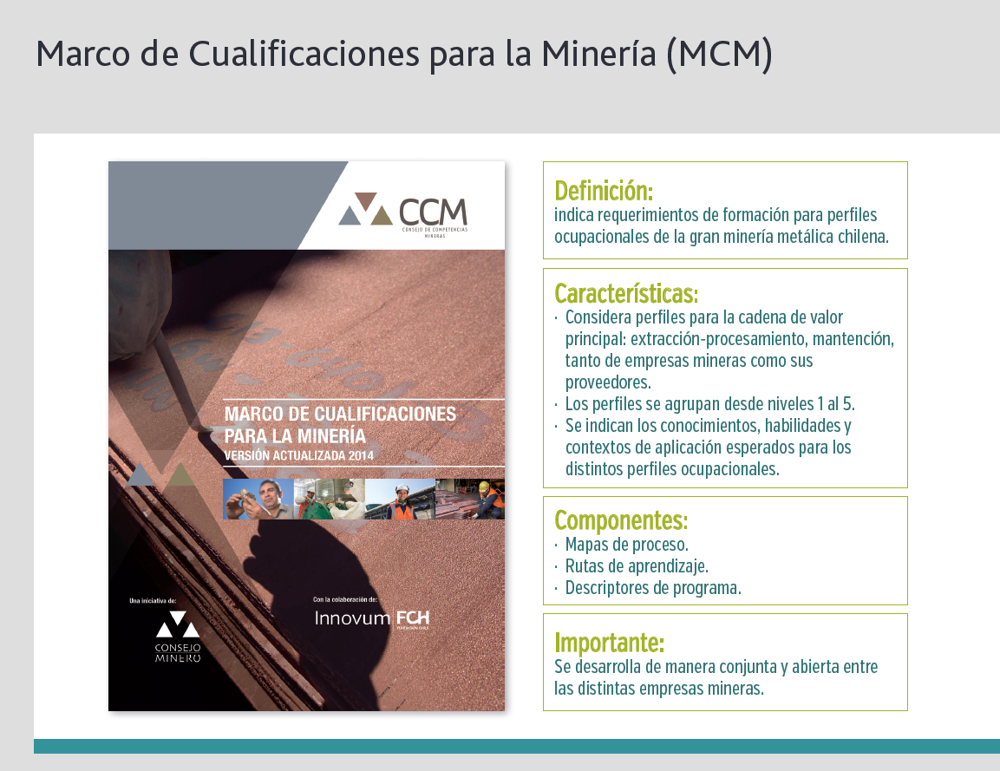 Marco de Cualificaciones para la Minería (MCM)
CCM
CONSEJO DE COMPETENCIAS
MINERAS
MARCO DE CUALIFICACIONES
PARA LA MINERÍA
VERSIÓN ACTUALIZADA 2014
Una iniciativa de:
CONSEJO
MINERO
Con la colaboración de:
Innovum FCH
FUNDACIÓN CHILE
Definición:
indica requerimientos de formación para perfiles
ocupacionales de la gran minería metálica chilena.
Características:
· Considera perfiles para la cadena de valor
principal: extracción-procesamiento, mantención,
tanto de empresas mineras como sus
proveedores.
· Los perfiles se agrupan desde niveles 1 al 5.
· Se indican los conocimientos, habilidades y
contextos de aplicación esperados para los
distintos perfiles ocupacionales.
Componentes:
· Mapas de proceso.
· Rutas de aprendizaje.
· Descriptores de programa.
Importante:
Se desarrolla de manera conjunta y abierta entre
las distintas empresas mineras.